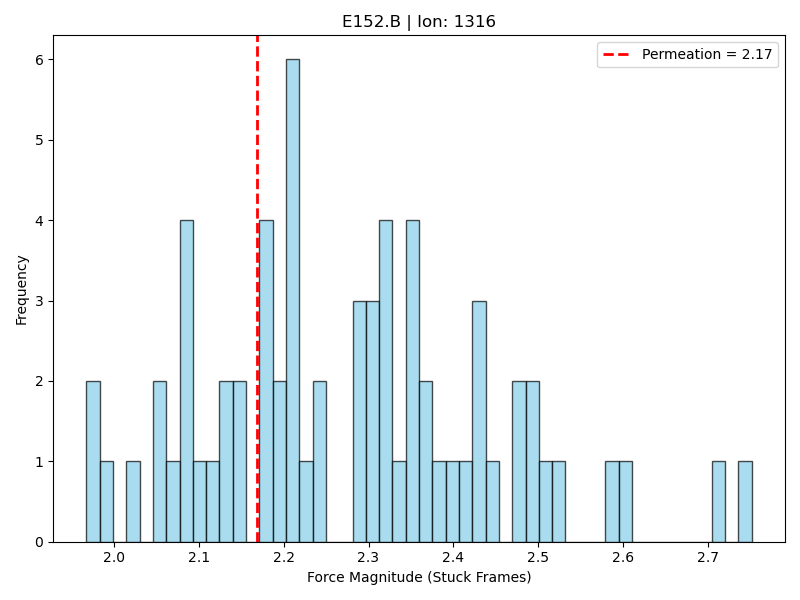 E152.B | Ion: 1316
Permeation = 2.17
Frequency
6
5
4
3
2
1
0
2.0 2.1 2.2 2.3 2.4 2.5 2.6 2.7
Force Magnitude (Stuck Frames)